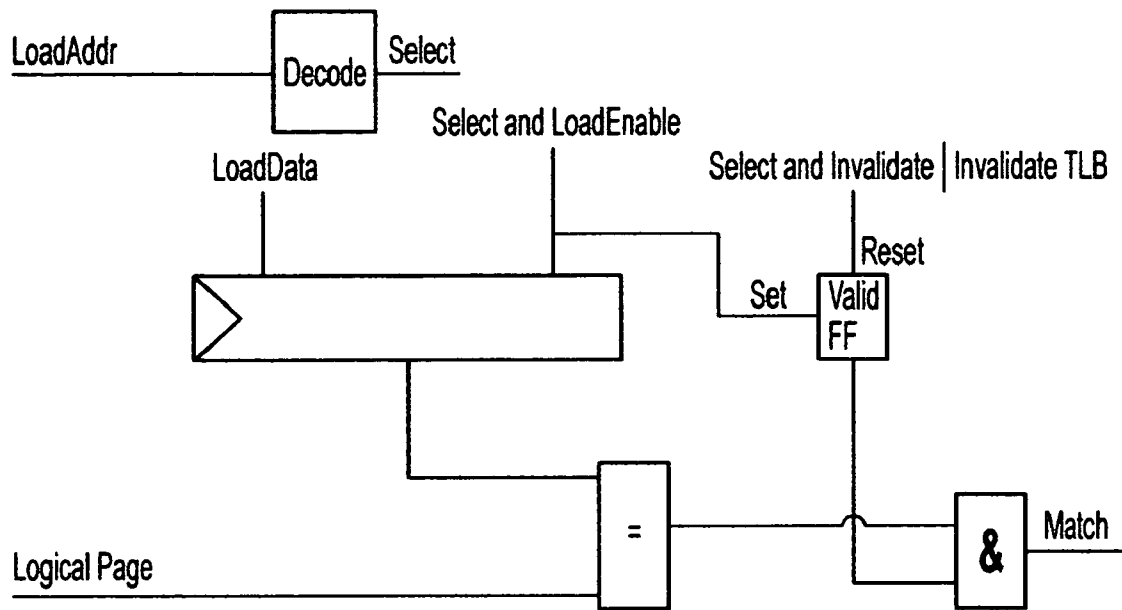 LoadAddr
Decode
Select
Select and LoadEnable
LoadData
Select and Invalidate | Invalidate TLB
Reset
Set
Valid
FF
=
&
Match
Logical Page